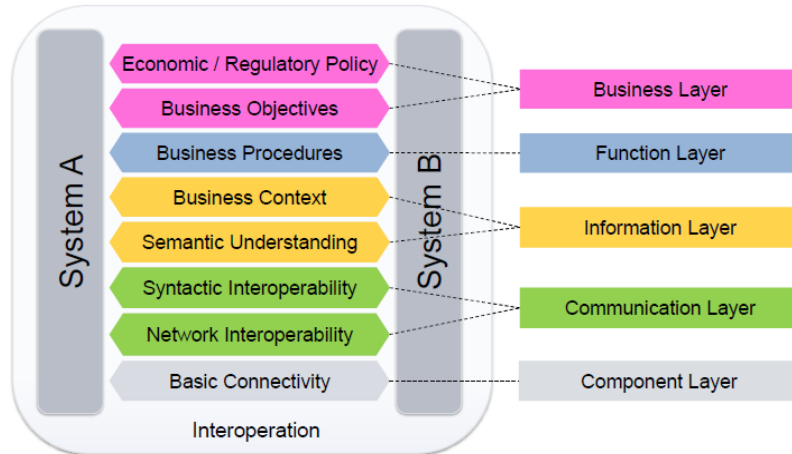 System A
Economic / Regulatory Policy
Business Objectives
Business Procedures
Business Context
Semantic Understanding
Syntactic Interoperability
Network Interoperability
Basic Connectivity
Interoperation
System B
Business Layer
Function Layer
Information Layer
Communication Layer
Component Layer